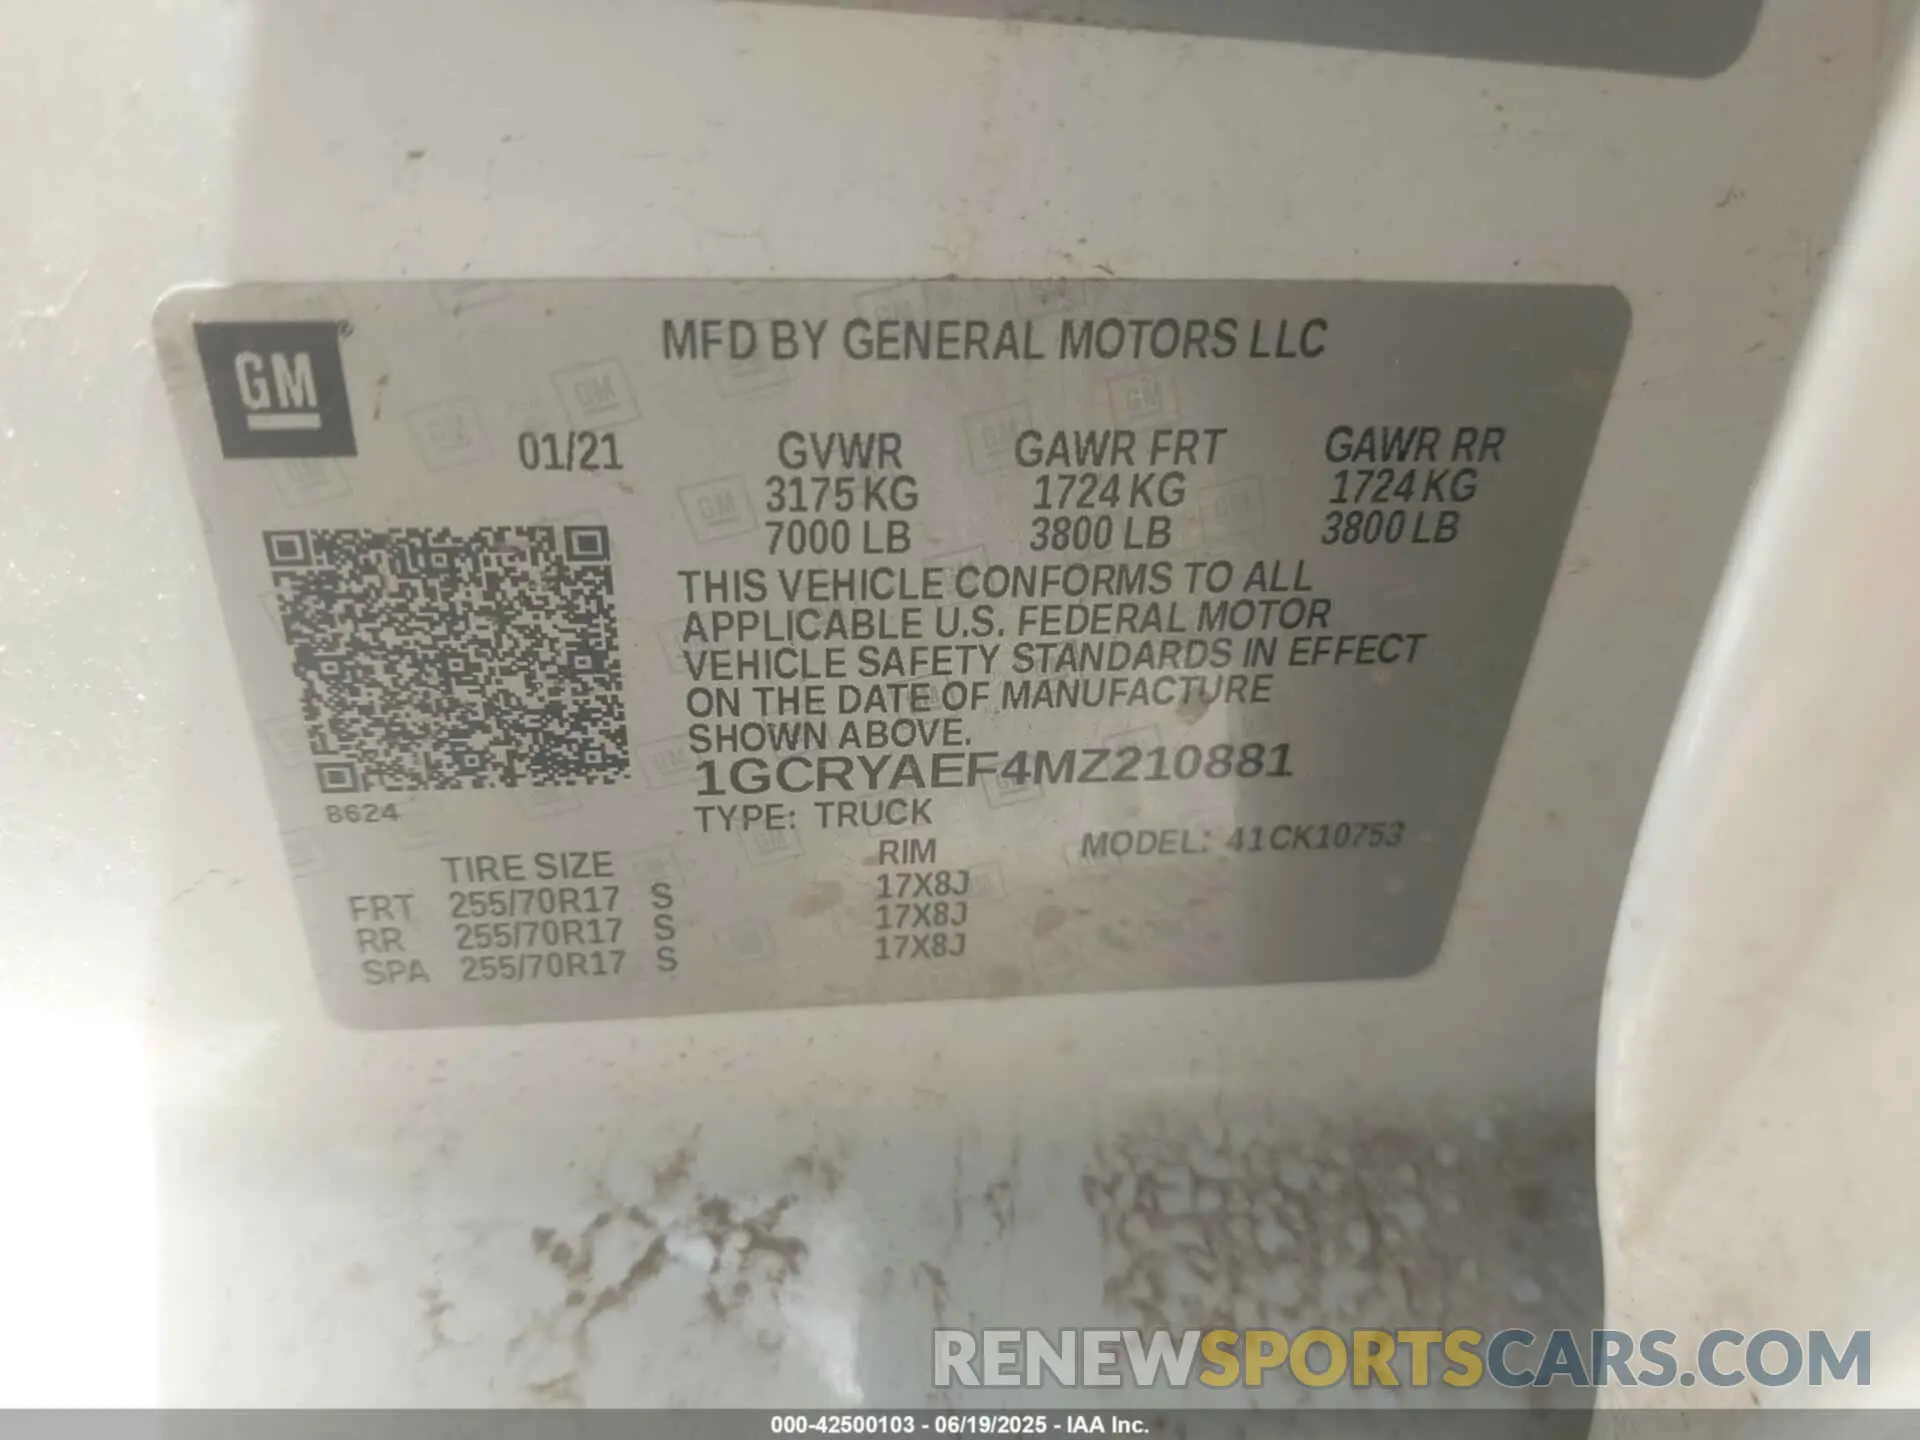 GM ®
MFD BY GENERAL MOTORS LLC
01/21 GVWR GAWR FRT GAWR RR
3175 KG 1724 KG 1724 KG
7000 LB 3800 LB 3800 LB
THIS VEHICLE CONFORMS TO ALL
APPLICABLE U.S. FEDERAL MOTOR
VEHICLE SAFETY STANDARDS IN EFFECT
ON THE DATE OF MANUFACTURE
SHOWN ABOVE.
1GCRYAEF4MZ210881
8624
TYPE: TRUCK
MODEL: 41CK10753
TIRE SIZE RIM
FRT 255/70R17 S 17X8J
RR 255/70R17 S 17X8J
SPA 255/70R17 S 17X8J
RENEWSPORTSCARS.COM
000-42500103 - 06/19/2025 - IAA Inc.